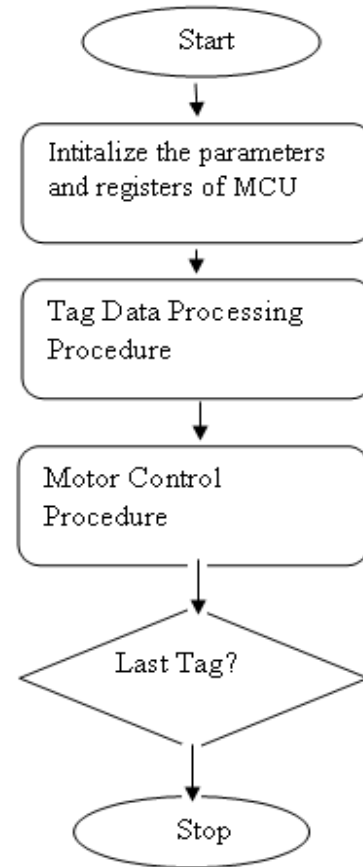 Start
Intitalize the parameters
and registers of MCU
Tag Data Processing
Procedure
Motor Control
Procedure
Last Tag?
Stop